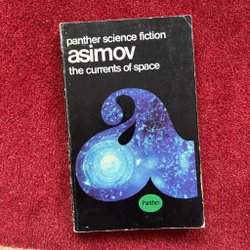 panther science fiction
asimov
the currents of space
a
Panther